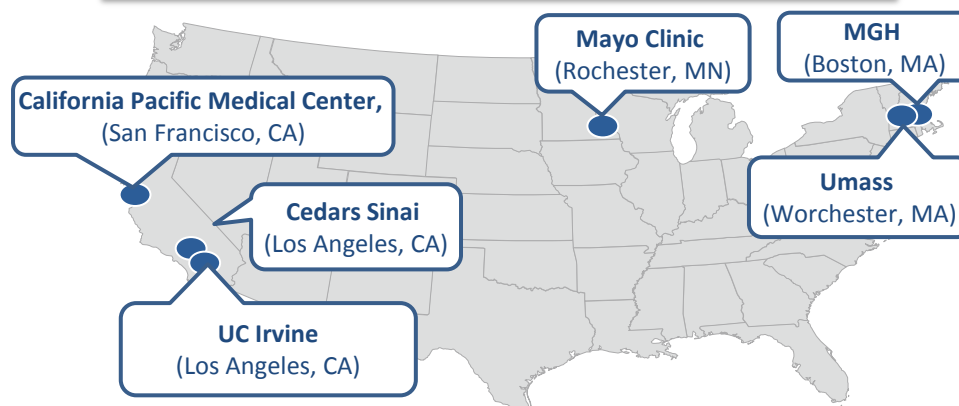 Mayo Clinic
(Rochester, MN)
MGH
(Boston, MA)
California Pacific Medical Center,
(San Francisco, CA)
Cedars Sinai
(Los Angeles, CA)
Umass
(Worchester, MA)
UC Irvine
(Los Angeles, CA)